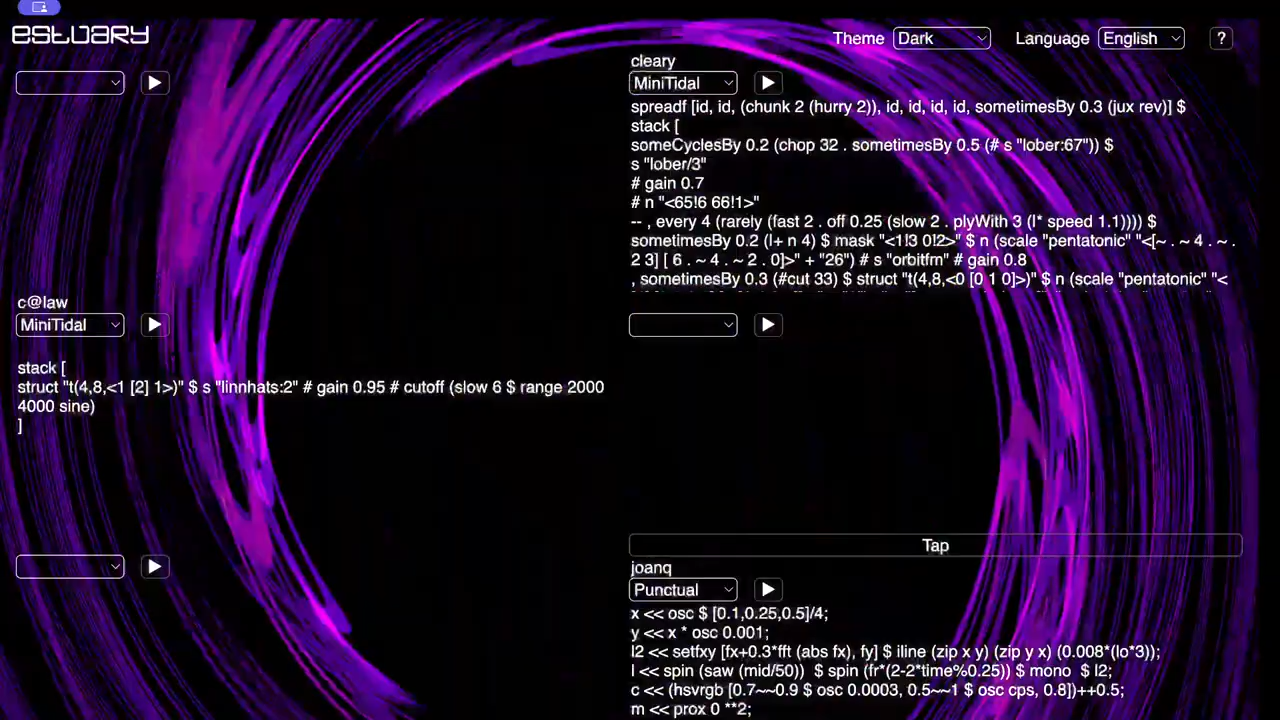 estuary
Theme Dark Language English ?
cleary
MiniTidal
spreadf [id, id, (chunk 2 (hurry 2)), id, id, id, id, sometimesBy 0.3 (jux rev)] $
stack [
someCyclesBy 0.2 (chop 32 . sometimesBy 0.5 (# s "lober:67")) $
s "lober/3"
# gain 0.7
# n "<65!6 66!1>"
-- , every 4 (rarely (fast 2 . off 0.25 (slow 2 . plyWith 3 (|* speed 1.1)))) $
sometimesBy 0.2 (|+ n 4) $ mask "<1!3 0!2>" $ n (scale "pentatonic" "<[~ . ~ 4 . ~ .
2 3] [ 6 . ~ 4 . ~ 2 . 0]>" + "26") # s "orbitfm" # gain 0.8
, sometimesBy 0.3 (#cut 33) $ struct "t(4,8,<0 [0 1 0]>)" $ n (scale "pentatonic" "<
c@law
MiniTidal
stack [
struct "t(4,8,<1 [2] 1>)" $ s "linnhats:2" # gain 0.95 # cutoff (slow 6 $ range 2000
4000 sine)
]
Tap
joanq
Punctual
x << osc $ [0.1,0.25,0.5]/4;
y << x * osc 0.001;
l2 << setfxy [fx+0.3*fft (abs fx), fy] $ iline (zip x y) (zip y x) (0.008*(lo*3));
l << spin (saw (mid/50))  $ spin (fr*(2-2*time%0.25)) $ mono  $ l2;
c << (hsvrgb [0.7~~0.9 $ osc 0.0003, 0.5~~1 $ osc cps, 0.8])++0.5;
m << prox 0 **2;